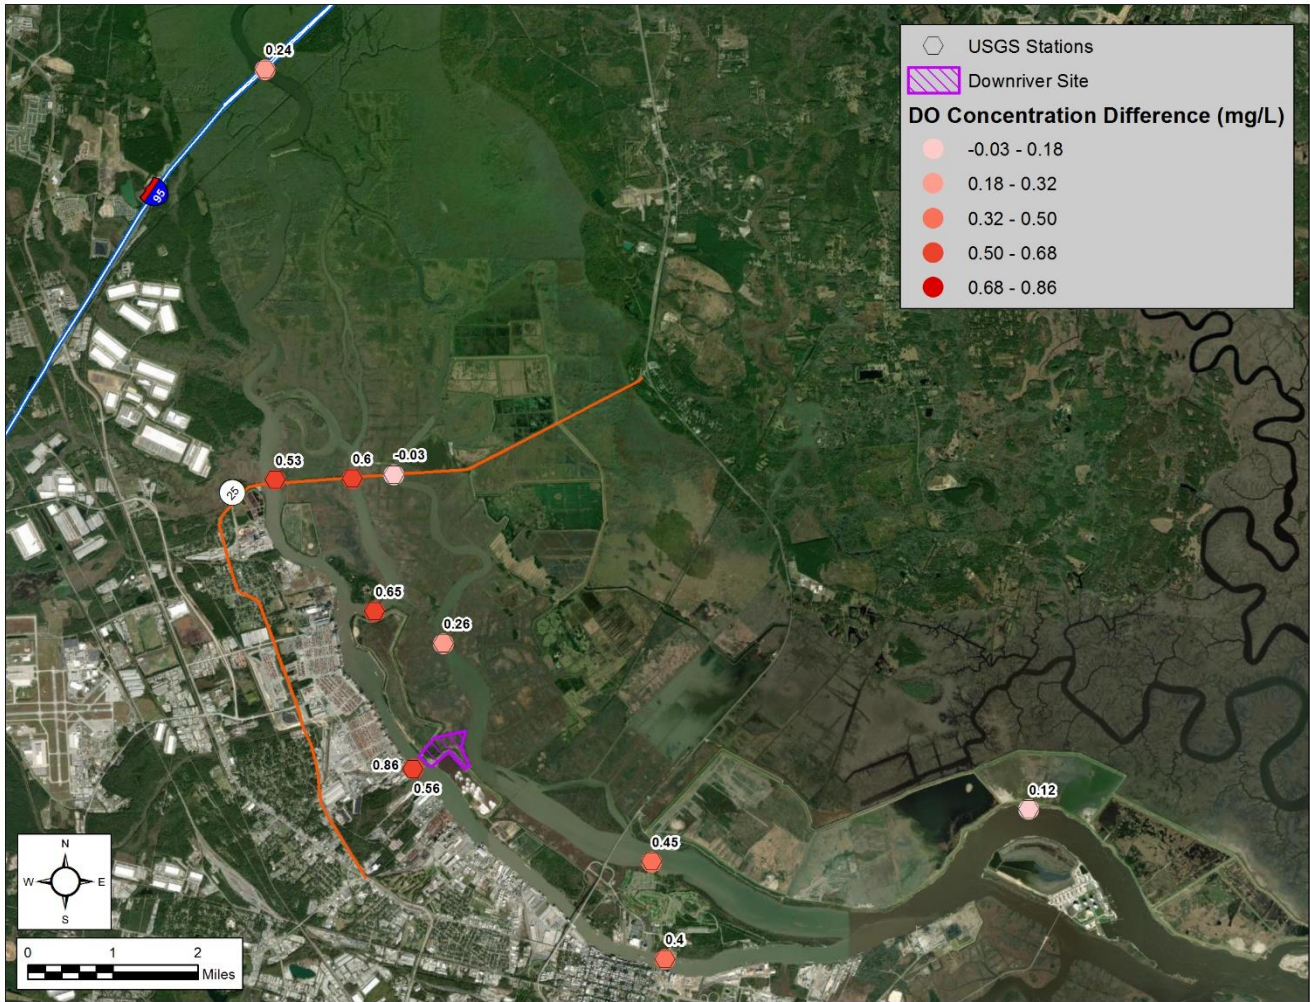 0.24
USGS Stations
Downriver Site
DO Concentration Difference (mg/L)
-0.03 - 0.18
0.18 - 0.32
0.32 - 0.50
0.50 - 0.68
0.68 - 0.86
95
0.53
0.6
-0.03
25
0.65
0.26
0.86
0.56
0.12
0.45
0.4
N
W E
S
0 1 2
Miles